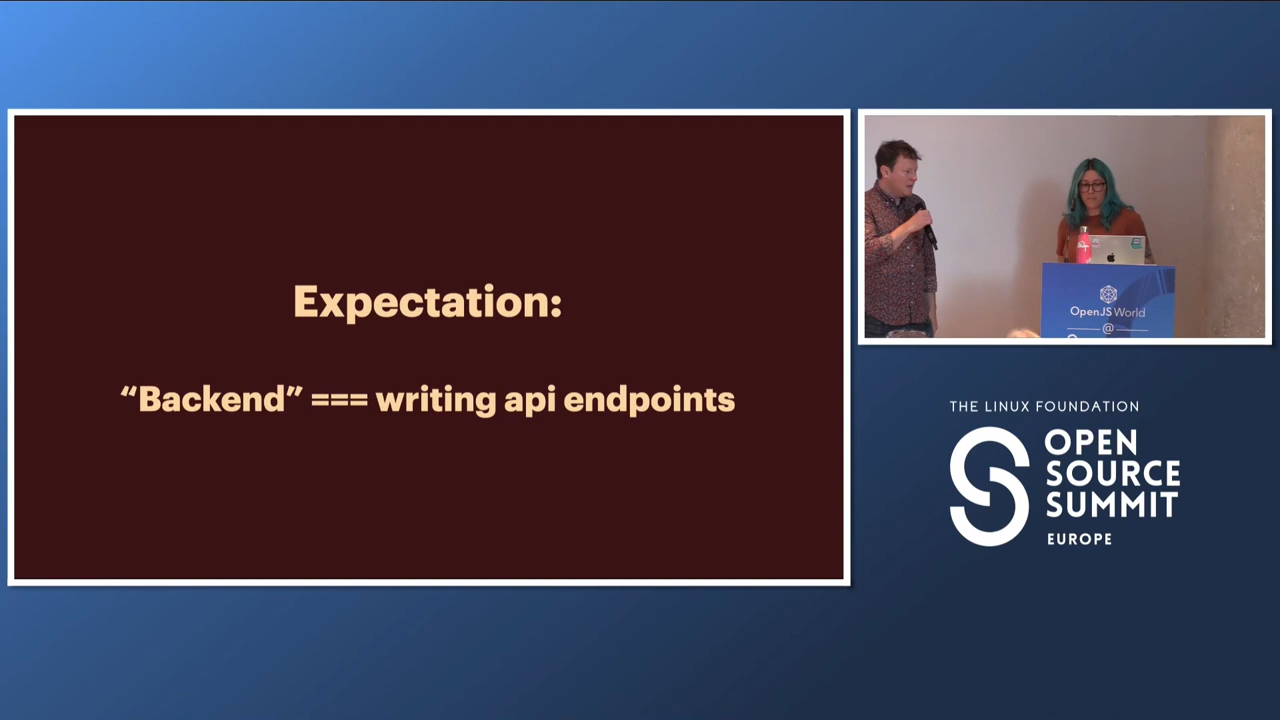 Expectation:
“Backend” === writing api endpoints
OpenJS World
@
THE LINUX FOUNDATION
OPEN
SOURCE
SUMMIT
EUROPE